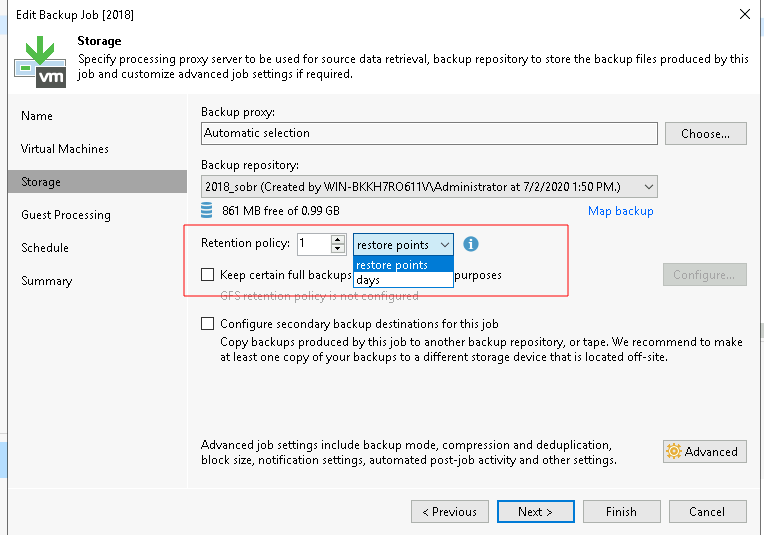 Edit Backup Job [2018]
Storage
Specify processing proxy server to be used for source data retrieval, backup repository to store the backup files produced by this
job and customize advanced job settings if required.
vm
Name
Virtual Machines
Storage
Guest Processing
Schedule
Summary
Backup proxy:
Automatic selection
Choose...
Backup repository:
2018_sobr (Created by WIN-BKKH7RO611V\Administrator at 7/2/2020 1:50 PM.)
861 MB free of 0.99 GB
Map backup
Retention policy: 1 restore points
restore points
days
Keep certain full backups purposes
Configure...
GFS retention policy is not configured
Configure secondary backup destinations for this job
Copy backups produced by this job to another backup repository, or tape. We recommend to make
at least one copy of your backups to a different storage device that is located off-site.
Advanced job settings include backup mode, compression and deduplication,
block size, notification settings, automated post-job activity and other settings.
Advanced
< Previous
Next >
Finish
Cancel